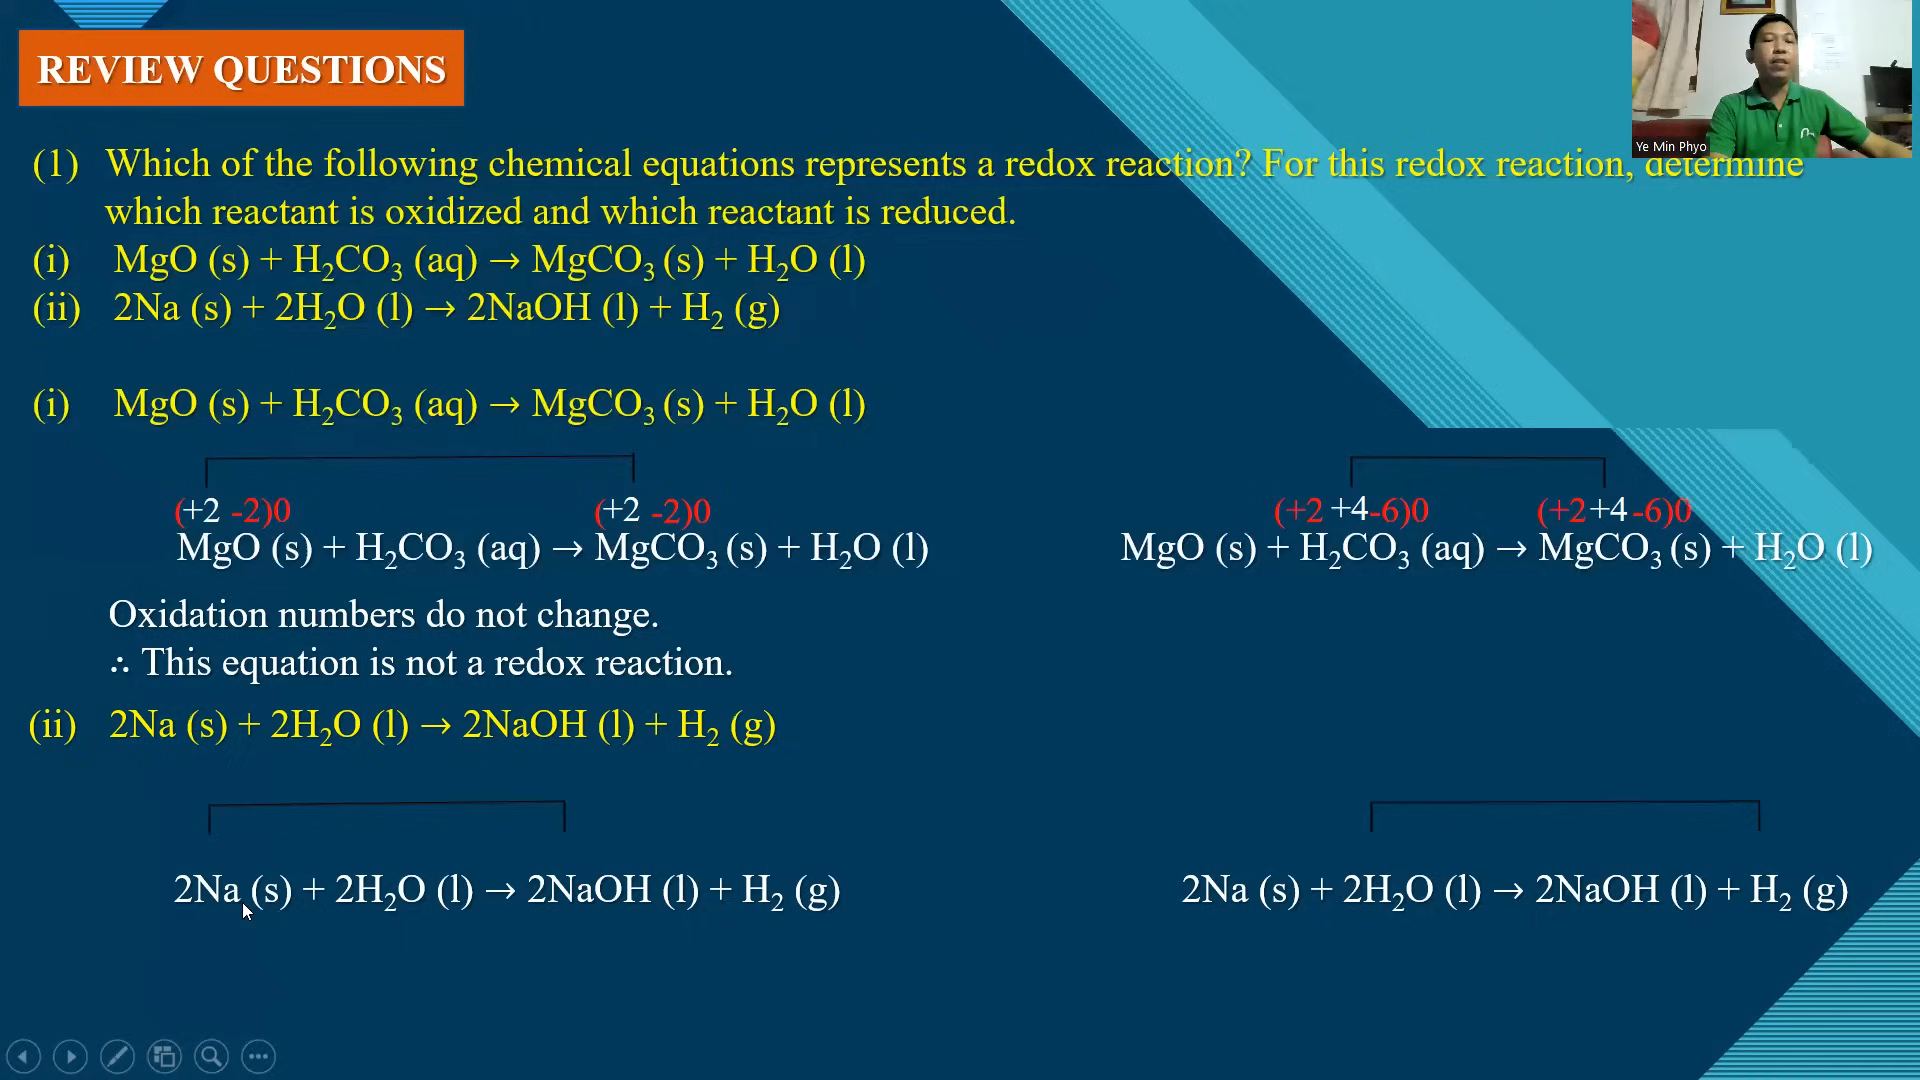 REVIEW QUESTIONS
Ye Min Phyo
(1) Which of the following chemical equations represents a redox reaction? For this redox reaction, determine
which reactant is oxidized and which reactant is reduced.
(i) MgO (s) + H₂CO₃ (aq) → MgCO₃ (s) + H₂O (l)
(ii) 2Na (s) + 2H₂O (l) → 2NaOH (l) + H₂ (g)
(i) MgO (s) + H₂CO₃ (aq) → MgCO₃ (s) + H₂O (l)
(+2 -2)0 (+2 -2)0
MgO (s) + H₂CO₃ (aq) → MgCO₃ (s) + H₂O (l)
(+2 +4 -6)0 (+2 +4 -6)0
MgO (s) + H₂CO₃ (aq) → MgCO₃ (s) + H₂O (l)
Oxidation numbers do not change.
∴ This equation is not a redox reaction.
(ii) 2Na (s) + 2H₂O (l) → 2NaOH (l) + H₂ (g)
2Na (s) + 2H₂O (l) → 2NaOH (l) + H₂ (g)
2Na (s) + 2H₂O (l) → 2NaOH (l) + H₂ (g)